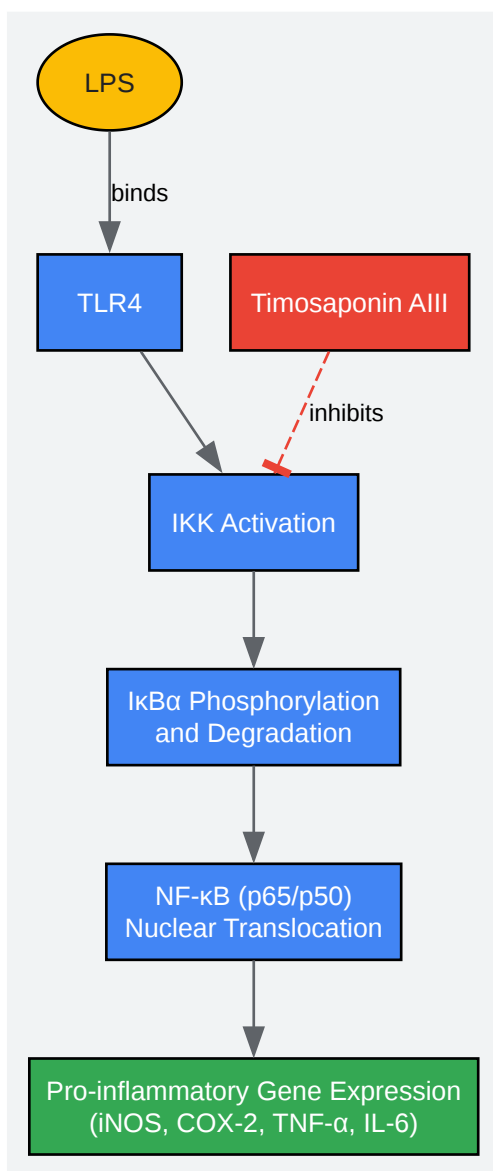 LPS
binds
TLR4
Timosaponin AIII
inhibits
IKK Activation
IκBα Phosphorylation
and Degradation
NF-κB (p65/p50)
Nuclear Translocation
Pro-inflammatory Gene Expression
(iNOS, COX-2, TNF-α, IL-6)